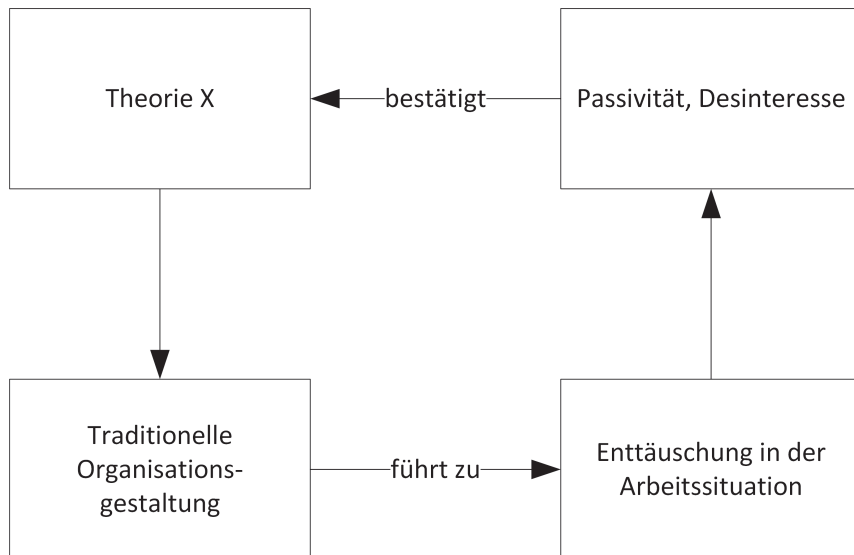 Theorie X
bestätigt
Passivität, Desinteresse
Traditionelle
Organisations-
gestaltung
führt zu
Enttäuschung in der
Arbeitssituation